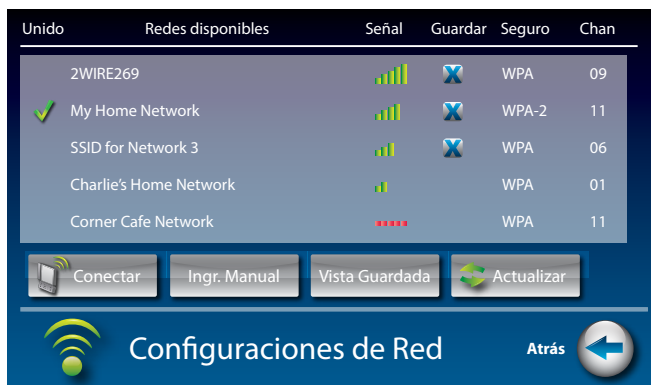 Unido Redes disponibles Señal Guardar Seguro Chan
2WIRE269 X WPA 09
My Home Network X WPA-2 11
SSID for Network 3 X WPA 06
Charlie’s Home Network WPA 01
Corner Cafe Network WPA 11
Conectar Ingr. Manual Vista Guardada Actualizar
Configuraciones de Red Atrás